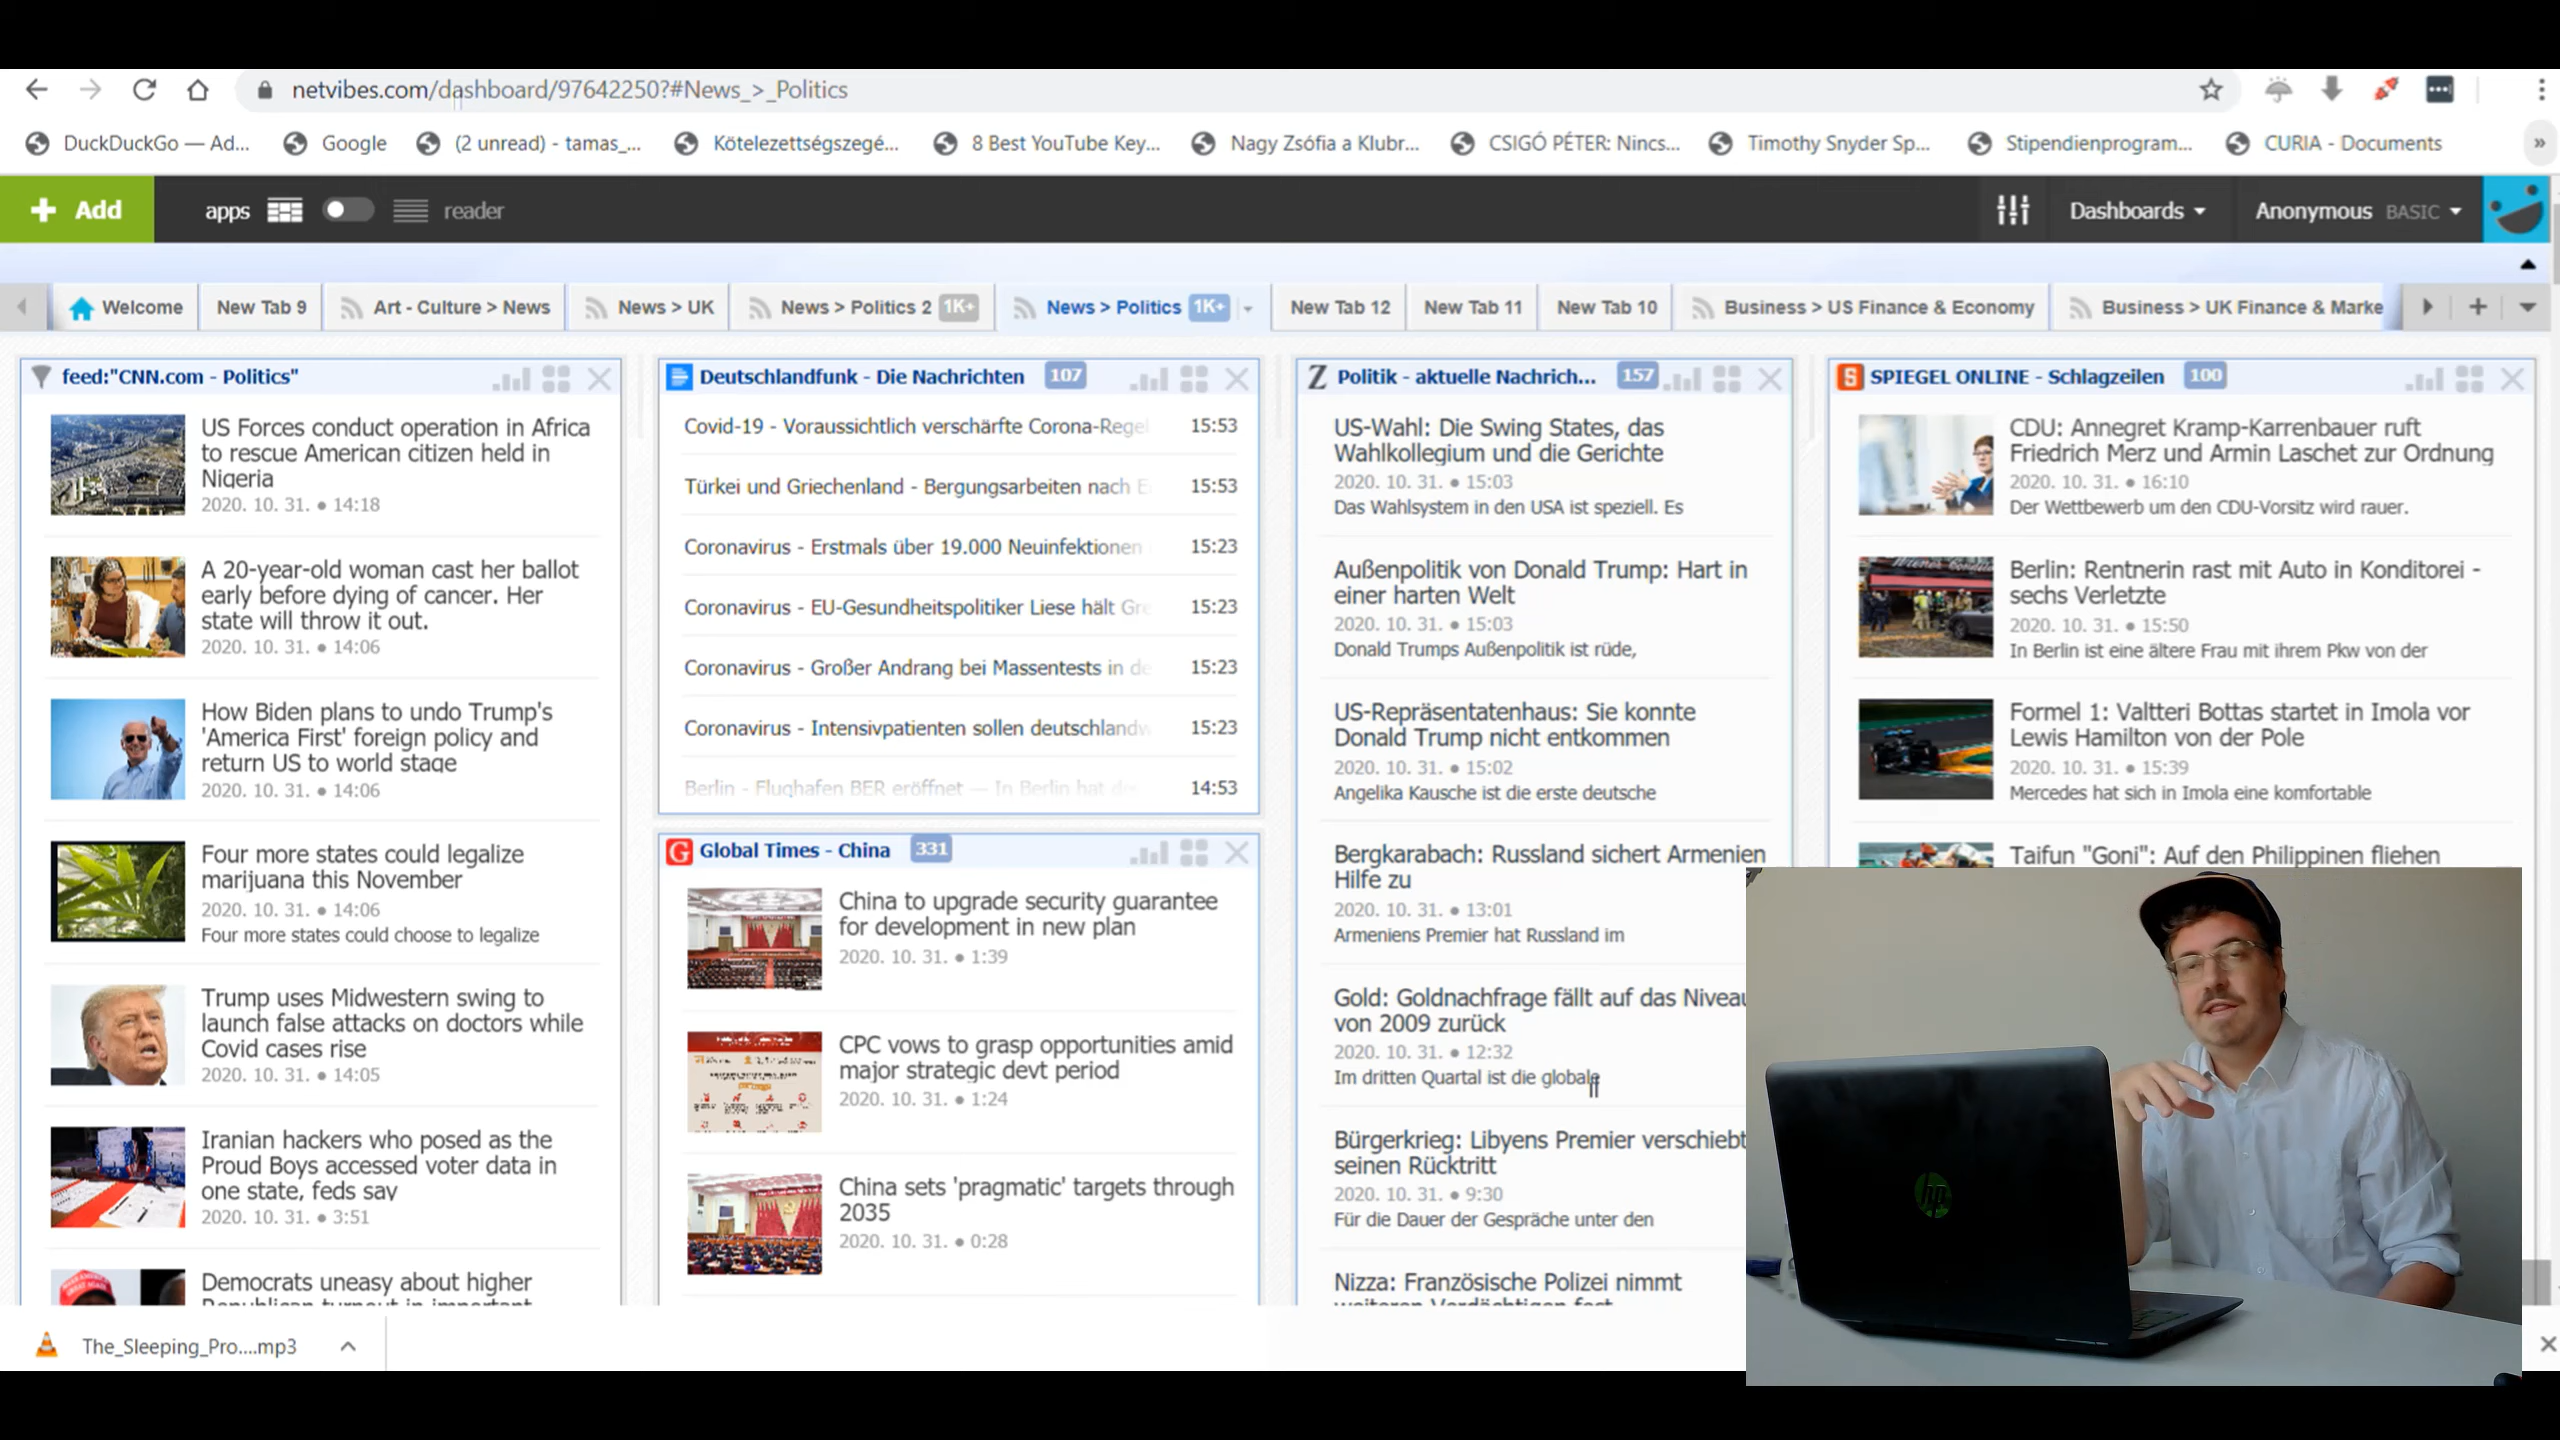 netvibes.com/dashboard/97642250?#News_>_Politics
DuckDuckGo — Ad...
Google
(2 unread) - tamas_...
Kötelezettségszegé...
8 Best YouTube Key...
Nagy Zsófia a Klubr...
CSIGÓ PÉTER: Nincs...
Timothy Snyder Sp...
Stipendienprogram...
CURIA - Documents
»
+ Add
apps
reader
Dashboards
Anonymous BASIC
Welcome
New Tab 9
Art - Culture > News
News > UK
News > Politics 2 1K+
News > Politics 1K+
New Tab 12
New Tab 11
New Tab 10
Business > US Finance & Economy
Business > UK Finance & Marke
feed:"CNN.com - Politics"
US Forces conduct operation in Africa
to rescue American citizen held in
Nigeria
2020. 10. 31. • 14:18
A 20-year-old woman cast her ballot
early before dying of cancer. Her
state will throw it out.
2020. 10. 31. • 14:06
How Biden plans to undo Trump's
'America First' foreign policy and
return US to world stage
2020. 10. 31. • 14:06
Four more states could legalize
marijuana this November
2020. 10. 31. • 14:06
Four more states could choose to legalize
Trump uses Midwestern swing to
launch false attacks on doctors while
Covid cases rise
2020. 10. 31. • 14:05
Iranian hackers who posed as the
Proud Boys accessed voter data in
one state, feds say
2020. 10. 31. • 3:51
Democrats uneasy about higher
Republican turnout in important
Deutschlandfunk - Die Nachrichten 107
Covid-19 - Voraussichtlich verschärfte Corona-Regel 15:53
Türkei und Griechenland - Bergungsarbeiten nach E 15:53
Coronavirus - Erstmals über 19.000 Neuinfektionen 15:23
Coronavirus - EU-Gesundheitspolitiker Liese hält Gre 15:23
Coronavirus - Großer Andrang bei Massentests in de 15:23
Coronavirus - Intensivpatienten sollen deutschlandw 15:23
Berlin - Flughafen BER eröffnet — In Berlin hat der 14:53
G Global Times - China 331
China to upgrade security guarantee
for development in new plan
2020. 10. 31. • 1:39
CPC vows to grasp opportunities amid
major strategic devt period
2020. 10. 31. • 1:24
China sets 'pragmatic' targets through
2035
2020. 10. 31. • 0:28
Z Politik - aktuelle Nachrich... 157
US-Wahl: Die Swing States, das
Wahlkollegium und die Gerichte
2020. 10. 31. • 15:03
Das Wahlsystem in den USA ist speziell. Es
Außenpolitik von Donald Trump: Hart in
einer harten Welt
2020. 10. 31. • 15:03
Donald Trumps Außenpolitik ist rüde,
US-Repräsentatenhaus: Sie konnte
Donald Trump nicht entkommen
2020. 10. 31. • 15:02
Angelika Kausche ist die erste deutsche
Bergkarabach: Russland sichert Armenien
Hilfe zu
2020. 10. 31. • 13:01
Armeniens Premier hat Russland im
Gold: Goldnachfrage fällt auf das Niveau
von 2009 zurück
2020. 10. 31. • 12:32
Im dritten Quartal ist die globale
Bürgerkrieg: Libyens Premier verschiebt
seinen Rücktritt
2020. 10. 31. • 9:30
Für die Dauer der Gespräche unter den
Nizza: Französische Polizei nimmt
weiteren Verdächtigen fest
S SPIEGEL ONLINE - Schlagzeilen 100
CDU: Annegret Kramp-Karrenbauer ruft
Friedrich Merz und Armin Laschet zur Ordnung
2020. 10. 31. • 16:10
Der Wettbewerb um den CDU-Vorsitz wird rauer.
Berlin: Rentnerin rast mit Auto in Konditorei -
sechs Verletzte
2020. 10. 31. • 15:50
In Berlin ist eine ältere Frau mit ihrem Pkw von der
Formel 1: Valtteri Bottas startet in Imola vor
Lewis Hamilton von der Pole
2020. 10. 31. • 15:39
Mercedes hat sich in Imola eine komfortable
Taifun "Goni": Auf den Philippinen fliehen
hp
The_Sleeping_Pro....mp3